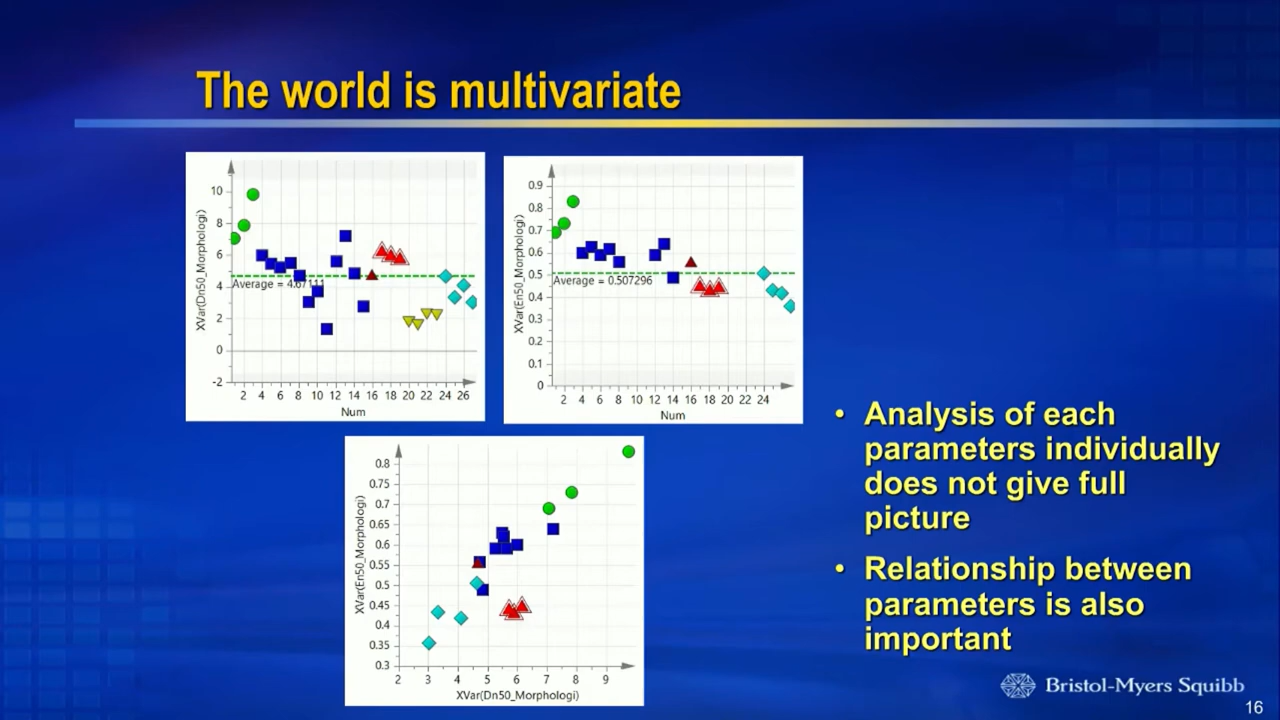 The world is multivariate
XVar(Dn50_Morphologi)
10
8
6
4
2
0
-2
Average = 4.67111
2 4 6 8 10 12 14 16 18 20 22 24 26
Num
XVar(En50_Morphologi)
0.9
0.8
0.7
0.6
0.5
0.4
0.3
0.2
0.1
0
Average = 0.507296
2 4 6 8 10 12 14 16 18 20 22 24
Num
XVar(En50_Morphologi)
0.8
0.75
0.7
0.65
0.6
0.55
0.5
0.45
0.4
0.35
0.3
2 3 4 5 6 7 8 9
XVar(Dn50_Morphologi)
• Analysis of each
parameters individually
does not give full
picture
• Relationship between
parameters is also
important
Bristol-Myers Squibb
16